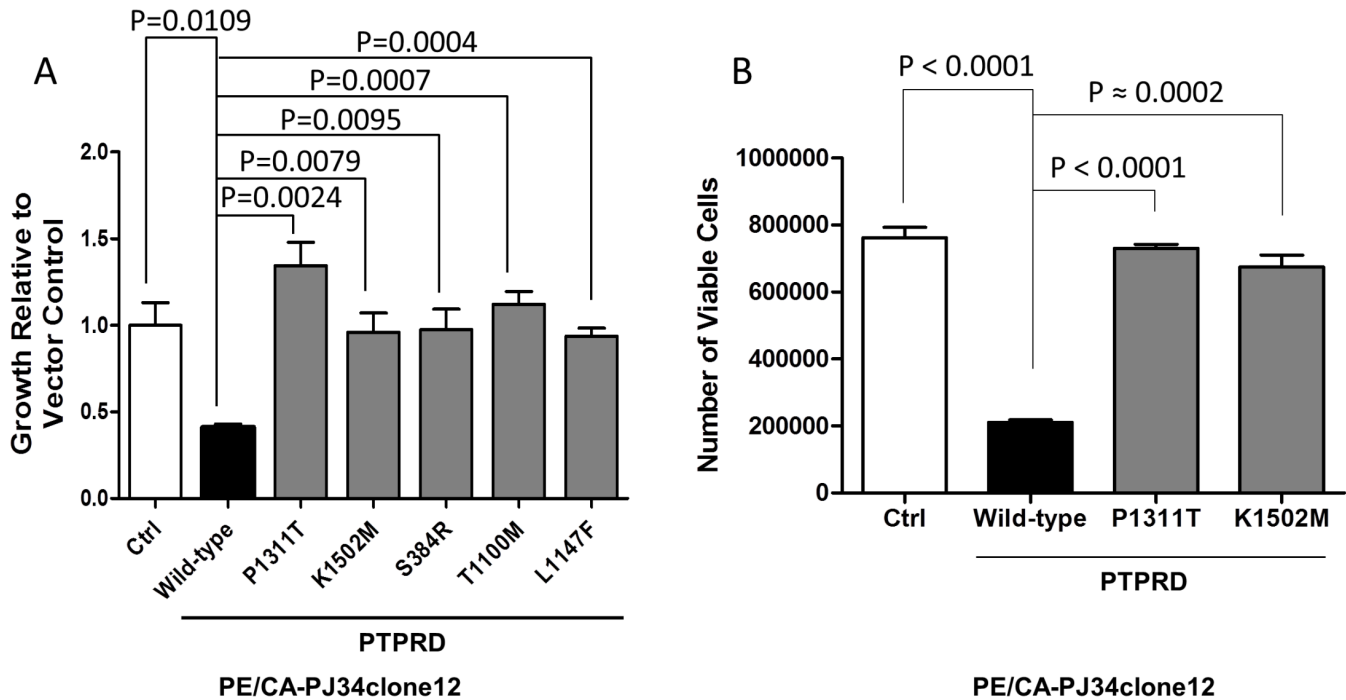 A
P=0.0109
P=0.0004
P=0.0007
P=0.0095
P=0.0079
P=0.0024
Growth Relative to
Vector Control
2.0
1.5
1.0
0.5
0.0
Ctrl
Wild-type
P1311T
K1502M
S384R
T1100M
L1147F
PTPRD
PE/CA-PJ34clone12
B
P < 0.0001
P ≈ 0.0002
P < 0.0001
Number of Viable Cells
1000000
800000
600000
400000
200000
0
Ctrl
Wild-type
P1311T
K1502M
PTPRD
PE/CA-PJ34clone12